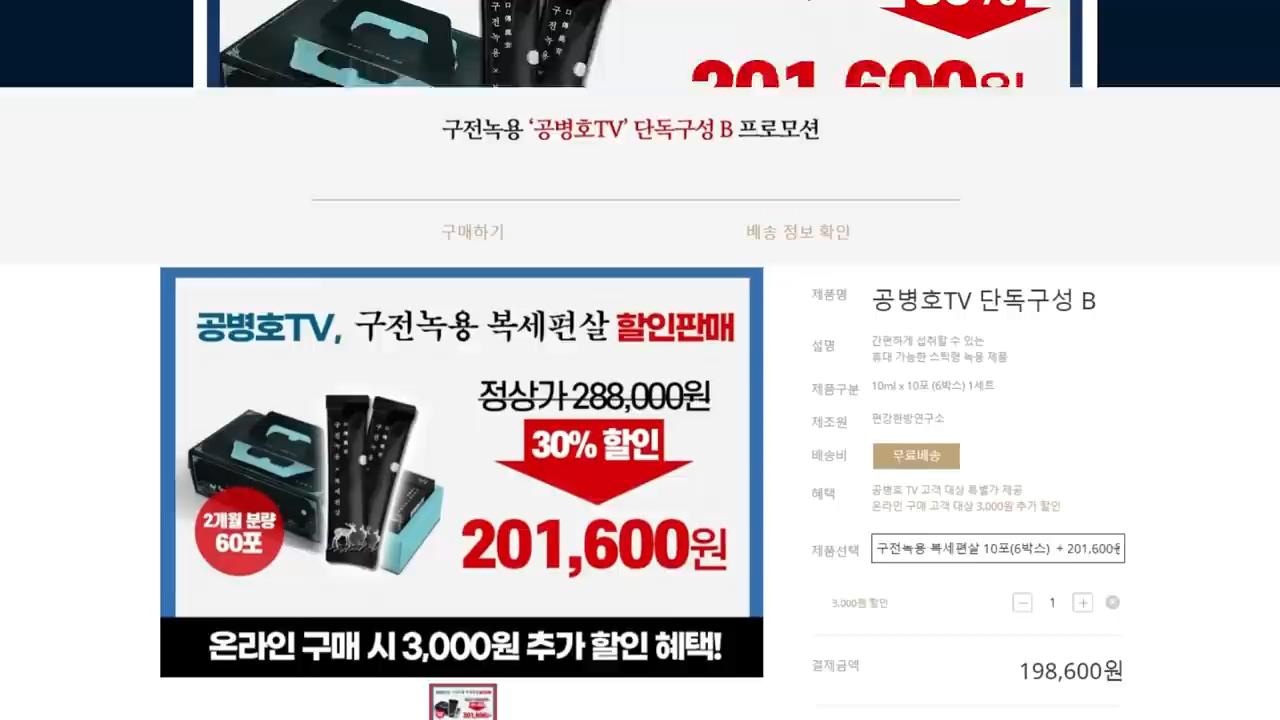 201,600원
구전녹용 ‘공병호TV’ 단독구성 B 프로모션
구매하기
배송 정보 확인
공병호TV, 구전녹용 복세편살 할인판매
정상가 288,000원
30% 할인
201,600원
2개월 분량
60포
온라인 구매 시 3,000원 추가 할인 혜택!
제품명
공병호TV 단독구성 B
설명
간편하게 섭취할 수 있는
휴대 가능한 스틱형 녹용 제품
제품구분
10ml x 10포 (6박스) 1세트
제조원
편강한방연구소
배송비
무료배송
혜택
공병호 TV 고객 대상 특별가 제공
온라인 구매 고객 대상 3,000원 추가 할인
제품선택
구전녹용 복세편살 10포(6박스) + 201,600
3,000원 할인
1
결제금액
198,600원